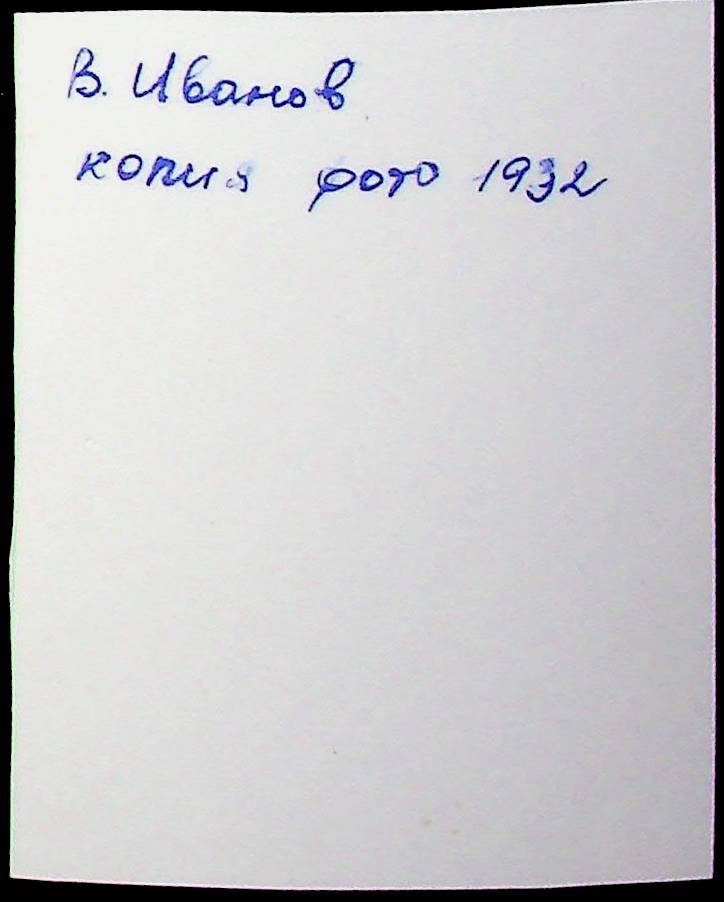 В. Иванов
копия фото 1932